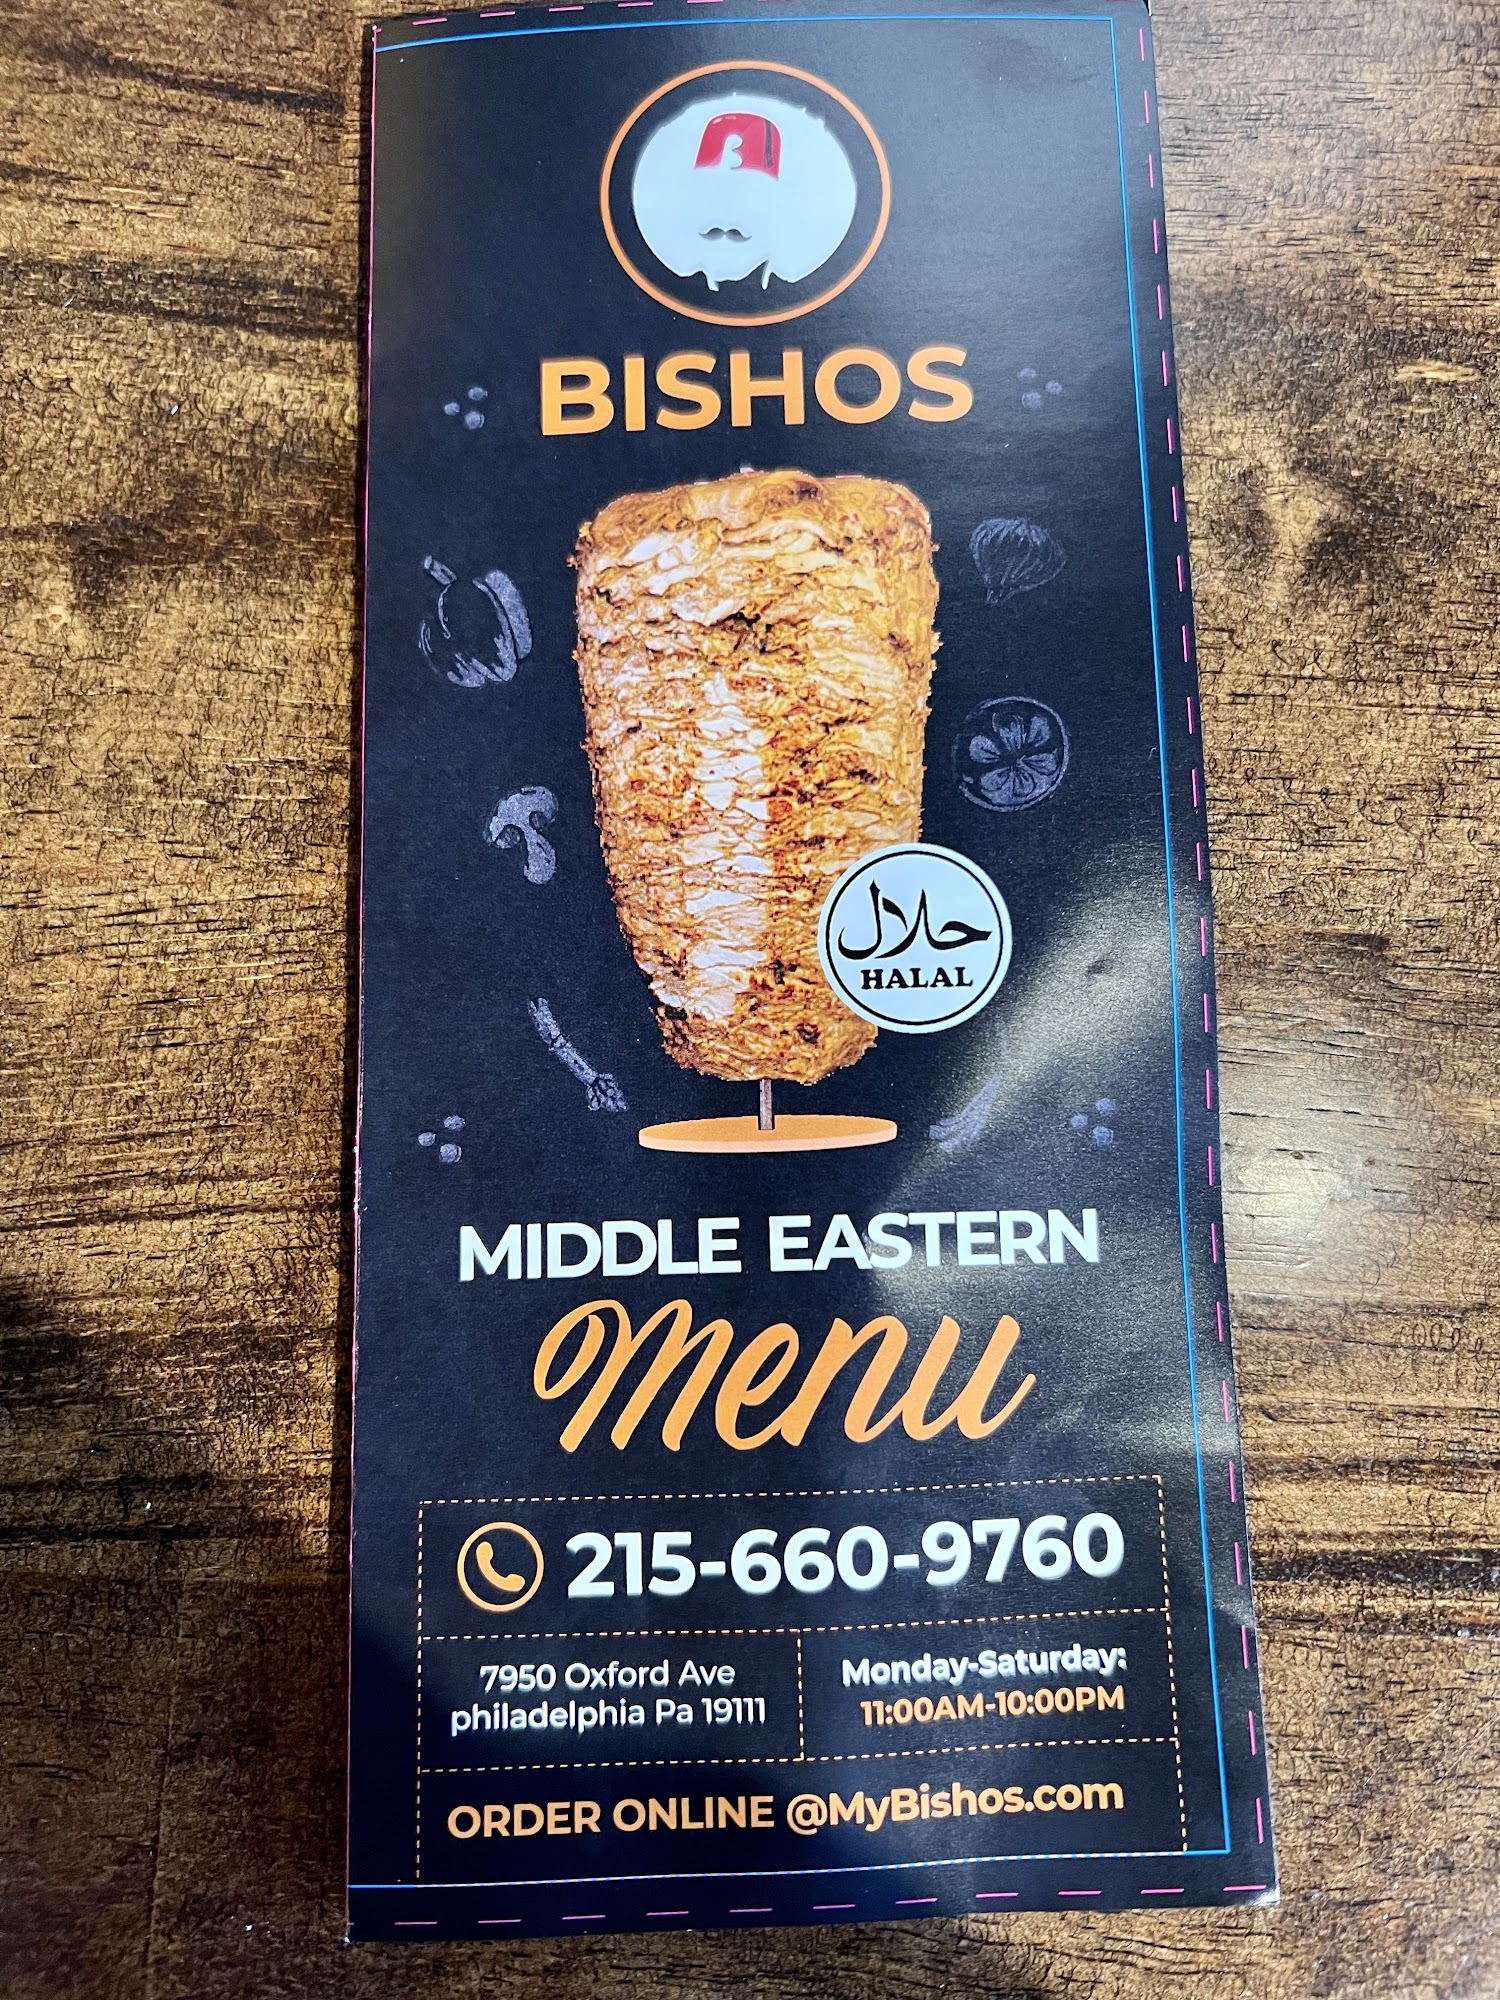 B
BISHOS
حلال
HALAL
MIDDLE EASTERN
Menu
215-660-9760
7950 Oxford Ave
philadelphia Pa 19111
Monday-Saturday:
11:00AM-10:00PM
ORDER ONLINE @MyBishos.com